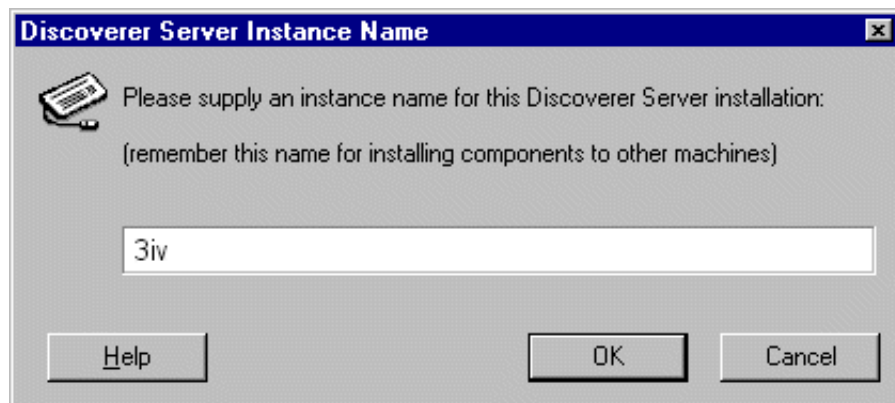 Discoverer Server Instance Name
Please supply an instance name for this Discoverer Server installation:
(remember this name for installing components to other machines)
3iv
Help OK Cancel